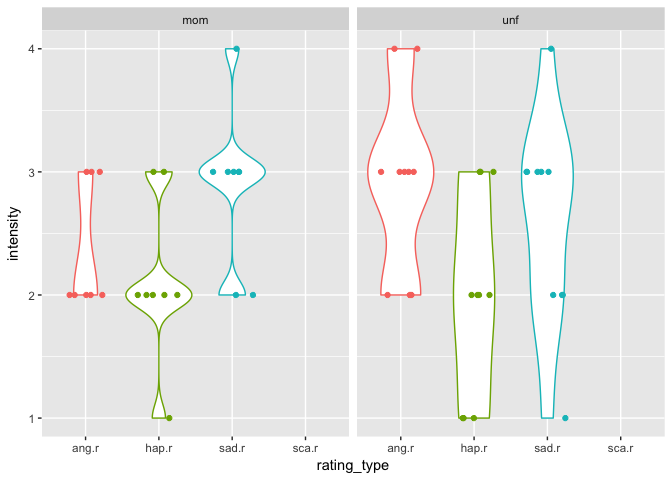 mom unf
intensity
4
3
2
1
ang.r hap.r sad.r sca.r ang.r hap.r sad.r sca.r
rating_type